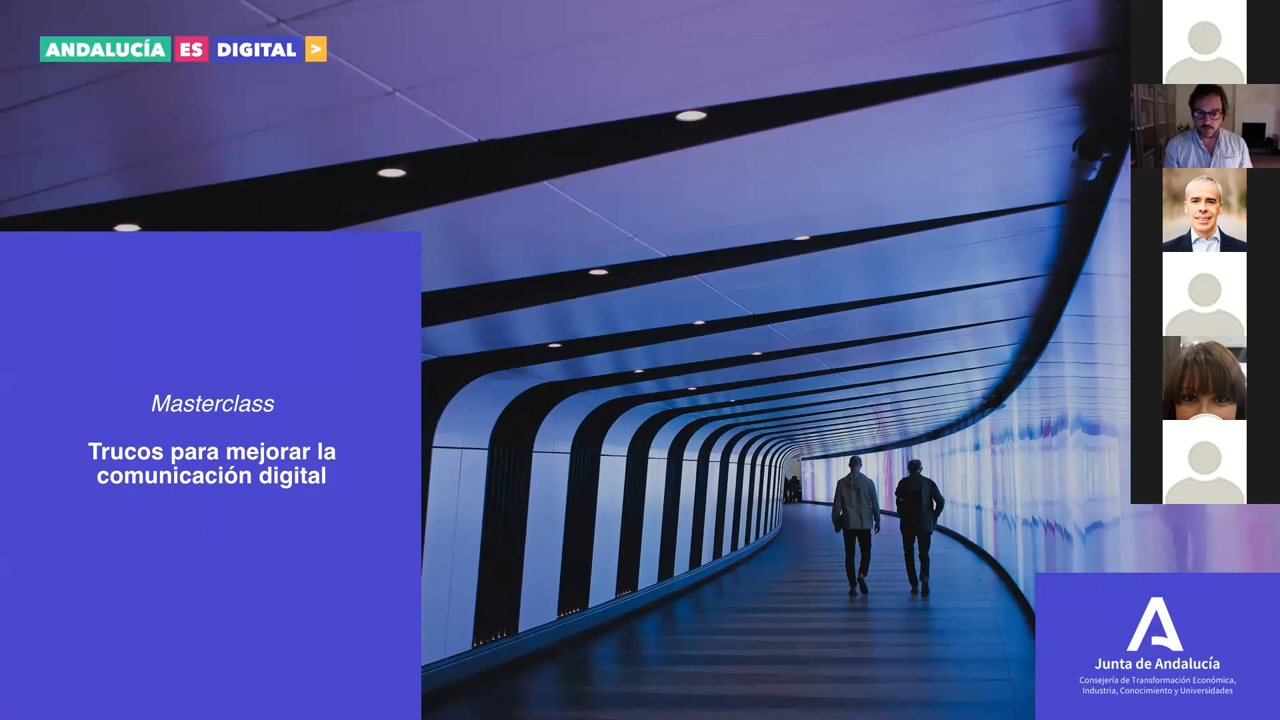 ANDALUCÍA ES DIGITAL >
Masterclass
Trucos para mejorar la
comunicación digital
Junta de Andalucía
Consejería de Transformación Económica,
Industria, Conocimiento y Universidades